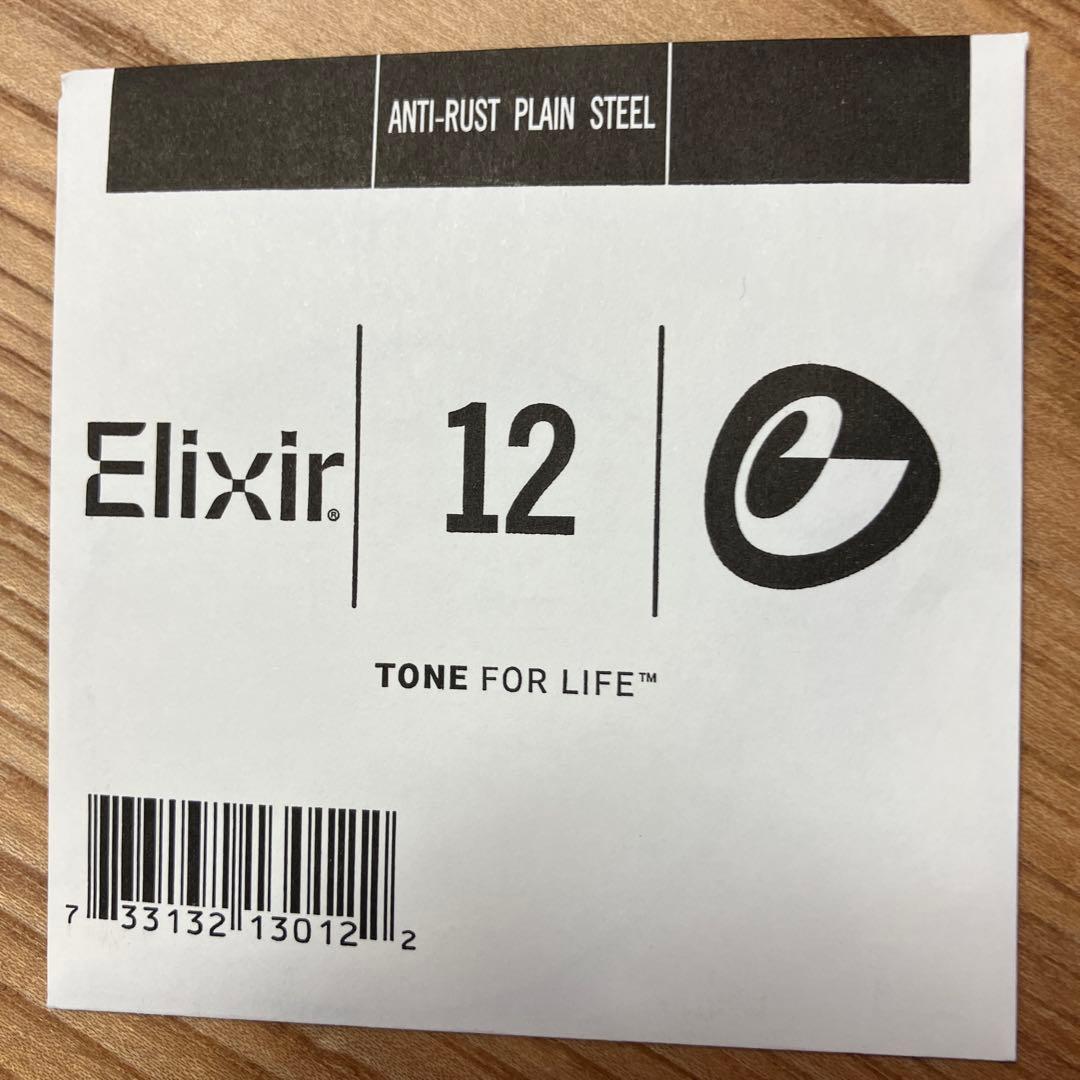 ANTI-RUST PLAIN STEEL
Elixir®
12
TONE FOR LIFE™
7 33132 13012 2